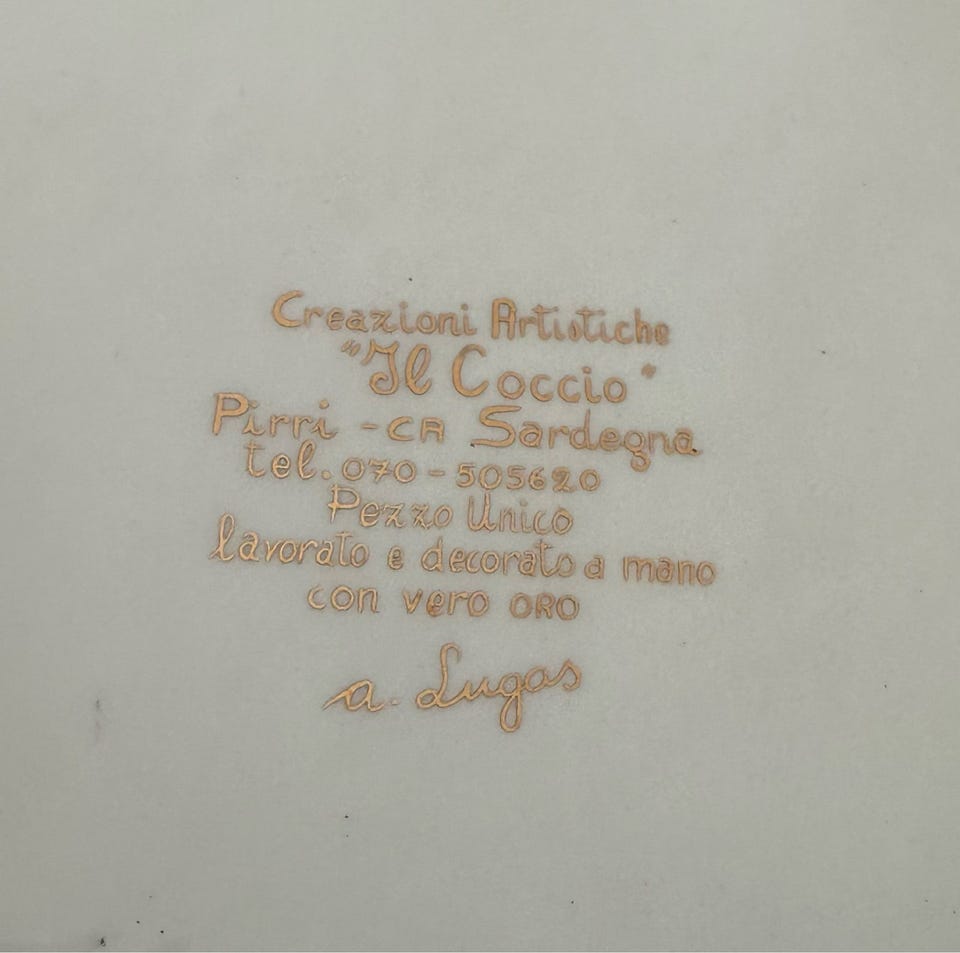 Creazioni Artistiche
"Il Coccio"
Pirri - CA Sardegna
tel. 070 - 505620
Pezzo Unico
lavorato e decorato a mano
con vero ORO
a. Lugas